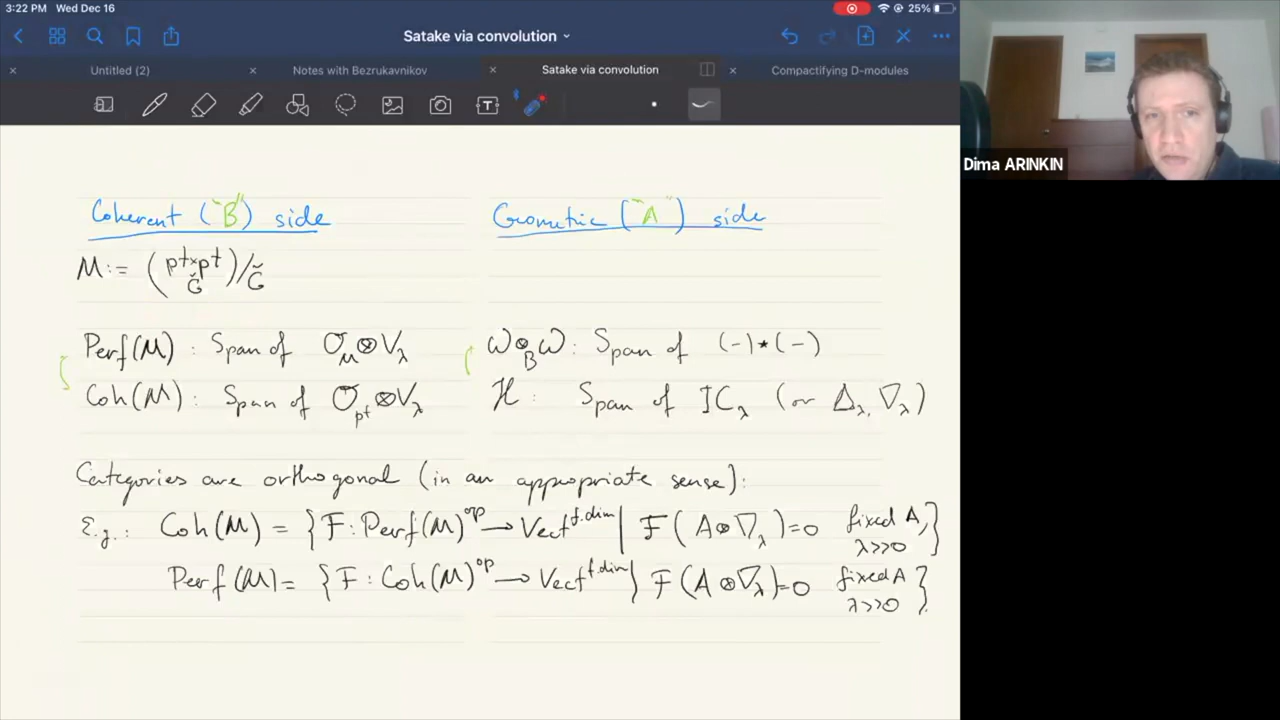 3:22 PM Wed Dec 16
25%
Satake via convolution
Untitled (2)
Notes with Bezrukavnikov
Satake via convolution
Compactifying D-modules
Dima ARINKIN
Coherent ("B") side
Geometric ("A") side
M := (pt ×_Ğ pt)/Ğ
Perf(M) : Span of O_M ⊗ V_λ
ω ⊗_B ω : Span of (-) ⋆ (-)
Coh(M) : Span of O_pt ⊗ V_λ
H : Span of IC_λ (or Δ_λ, ∇_λ)
Categories are orthogonal (in an appropriate sense):
E.g.: Coh(M) = { F : Perf(M)^op → Vect^f.dim | F(A ⊗ ∇_λ) = 0 fixed A, λ>>0 }
Perf(M) = { F : Coh(M)^op → Vect^f.dim | F(A ⊗ ∇_λ) = 0 fixed A λ>>0 }.